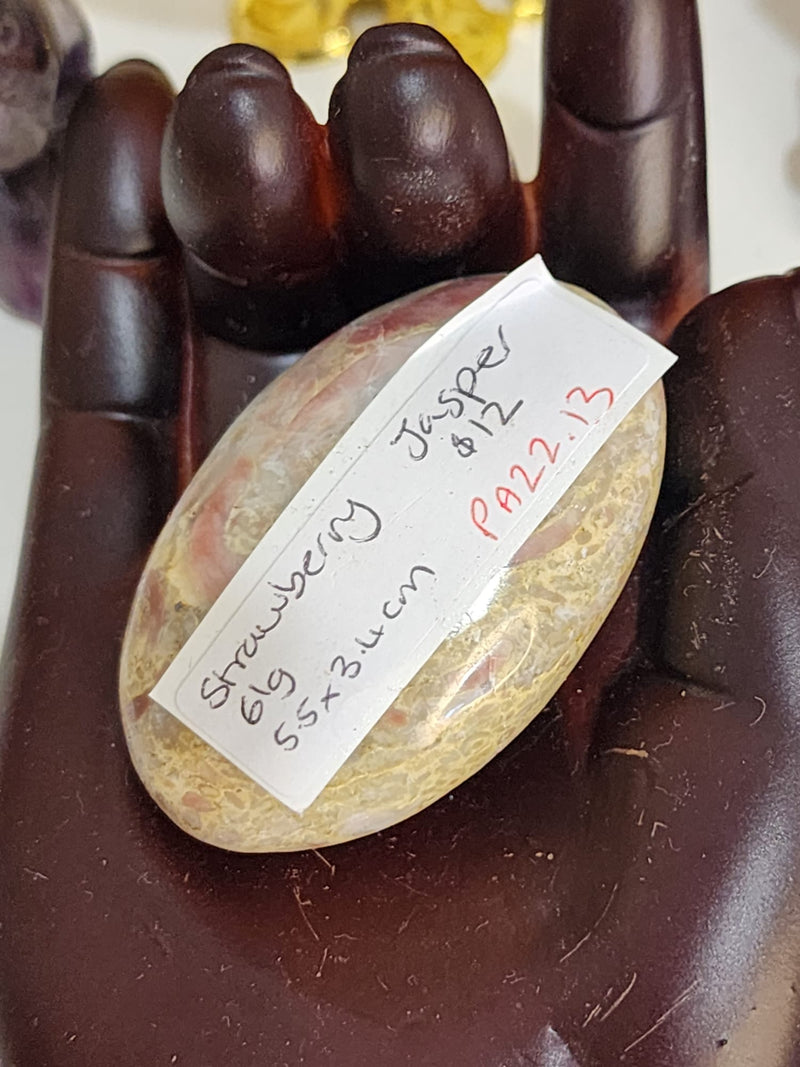 Strawberry Jasper
61g $12
5.5x3.4cm PA22.13